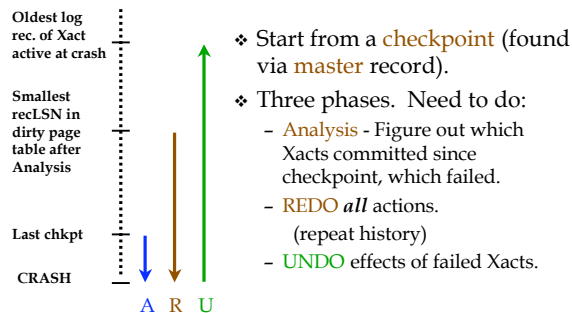 Oldest log
rec. of Xact
active at crash
Smallest
recLSN in
dirty page
table after
Analysis
Last chkpt
CRASH
A R U
❖ Start from a checkpoint (found
via master record).
❖ Three phases. Need to do:
– Analysis - Figure out which
Xacts committed since
checkpoint, which failed.
– REDO all actions.
(repeat history)
– UNDO effects of failed Xacts.